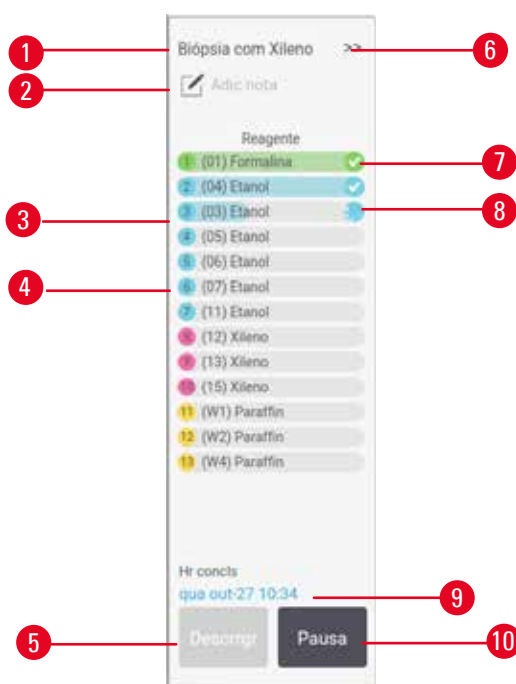 1 Biópsia com Xileno >> 6
2 Adic nota
Reagente
1 (01) Formalina 7
2 (04) Etanol
3 3 (03) Etanol 8
4 (05) Etanol
5 (06) Etanol
4 6 (07) Etanol
7 (11) Etanol
8 (12) Xileno
9 (13) Xileno
10 (15) Xileno
11 (W1) Paraffin
12 (W2) Paraffin
13 (W4) Paraffin
Hr concls
qua out-27 10:34 9
5 Descrrgr Pausa 10